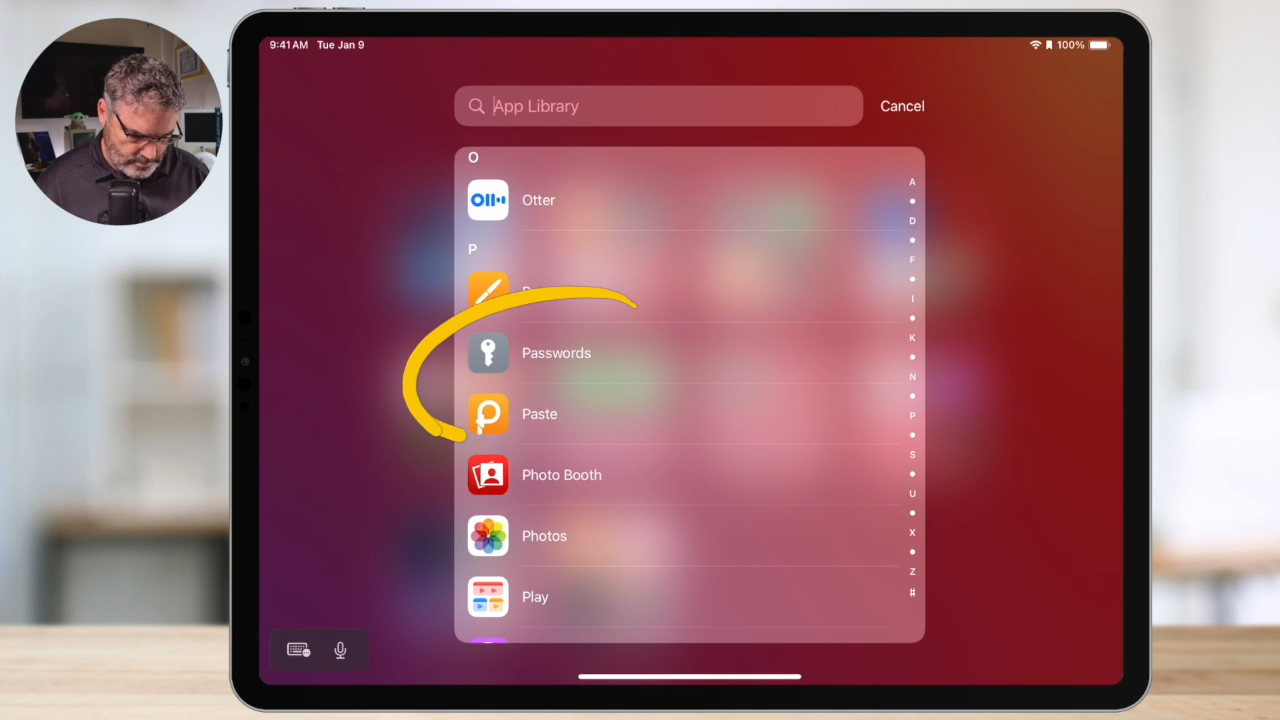 9:41 AM Tue Jan 9
100%
App Library
Cancel
O
Otter
P
Passwords
Paste
Photo Booth
Photos
Play
A
D
F
I
K
N
P
S
U
X
Z
#